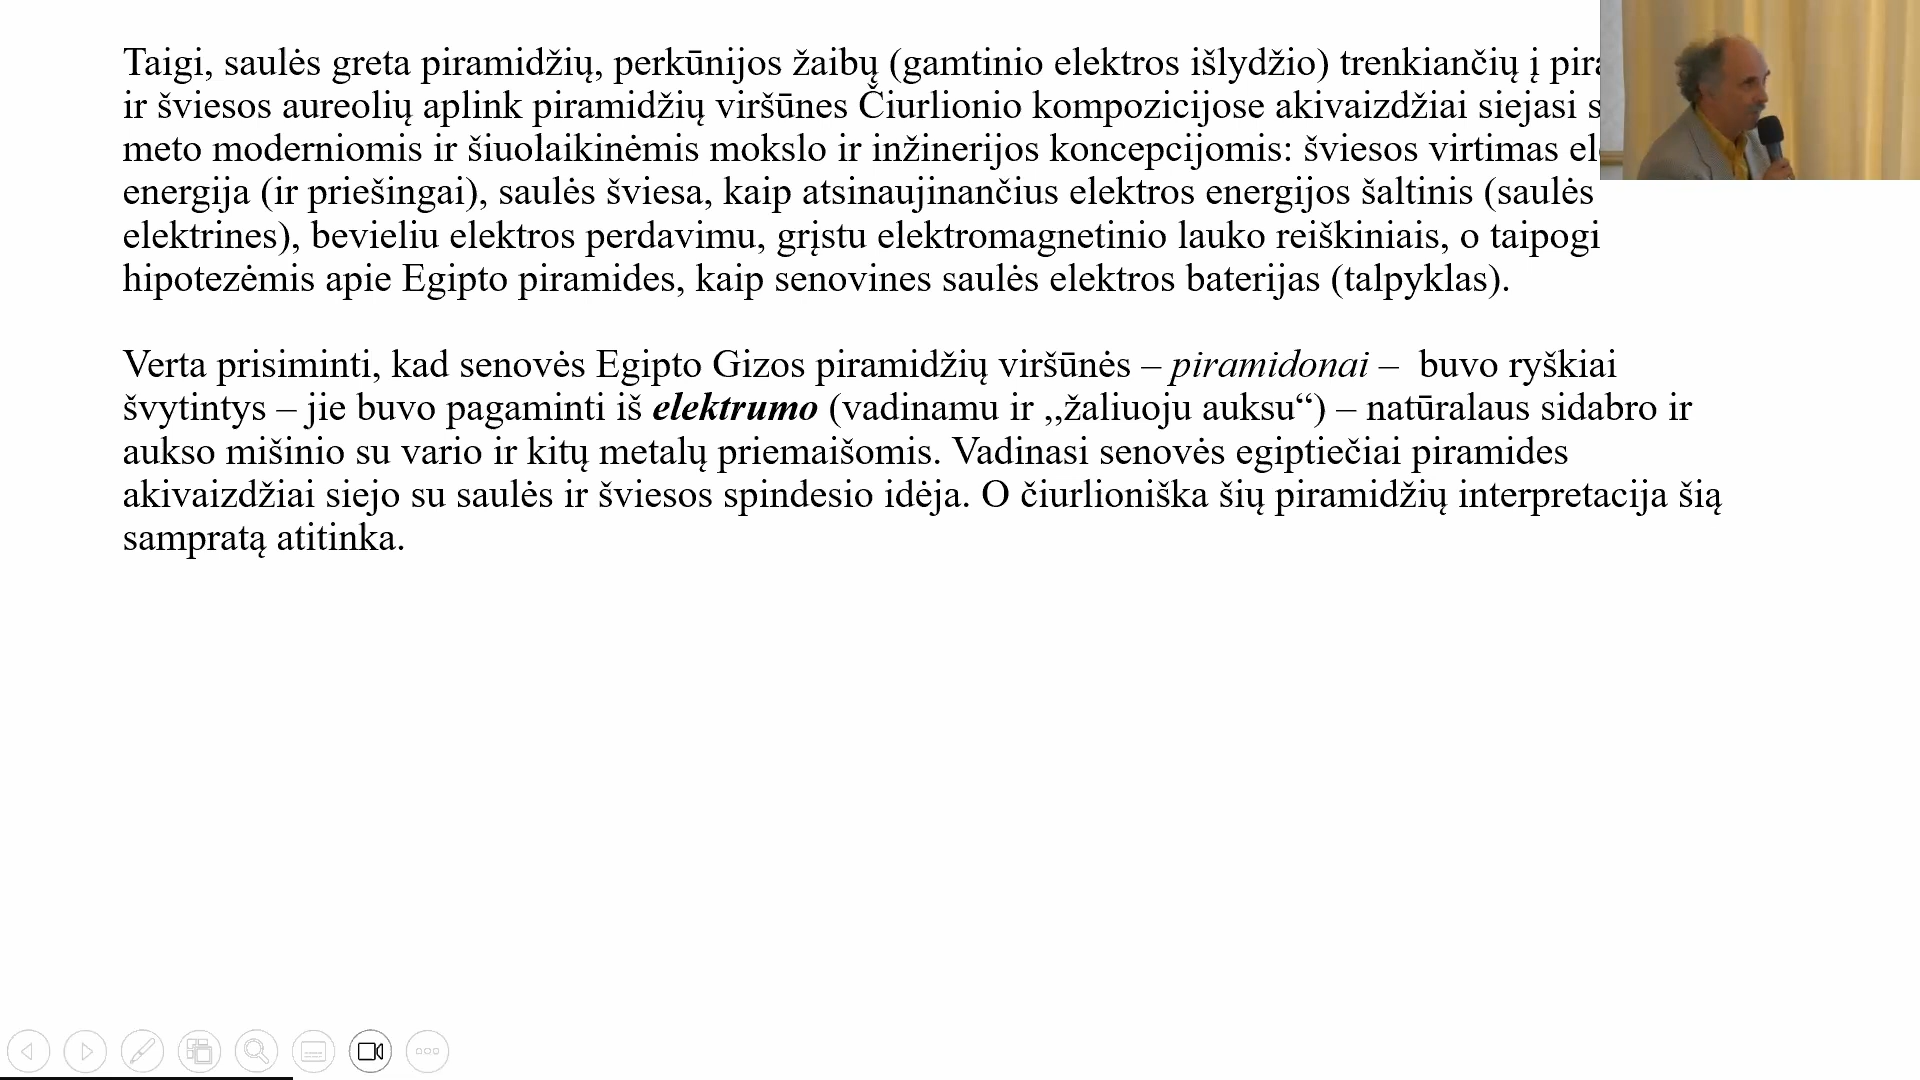 Taigi, saulės greta piramidžių, perkūnijos žaibų (gamtinio elektros išlydžio) trenkiančių į
ir šviesos aureolių aplink piramidžių viršūnes Čiurlionio kompozicijose akivaizdžiai siejasi
meto moderniomis ir šiuolaikinėmis mokslo ir inžinerijos koncepcijomis: šviesos virtimas
energija (ir priešingai), saulės šviesa, kaip atsinaujinančius elektros energijos šaltinis (saulės
elektrines), bevieliu elektros perdavimu, grįstu elektromagnetinio lauko reiškiniais, o taipogi
hipotezėmis apie Egipto piramides, kaip senovines saulės elektros baterijas (talpyklas).
Verta prisiminti, kad senovės Egipto Gizos piramidžių viršūnės – piramidonai – buvo ryškiai
švytintys – jie buvo pagaminti iš elektrumo (vadinamu ir ,,žaliuoju auksu“) – natūralaus sidabro ir
aukso mišinio su vario ir kitų metalų priemaišomis. Vadinasi senovės egiptiečiai piramides
akivaizdžiai siejo su saulės ir šviesos spindesio idėja. O čiurlioniška šių piramidžių interpretacija šią
sampratą atitinka.